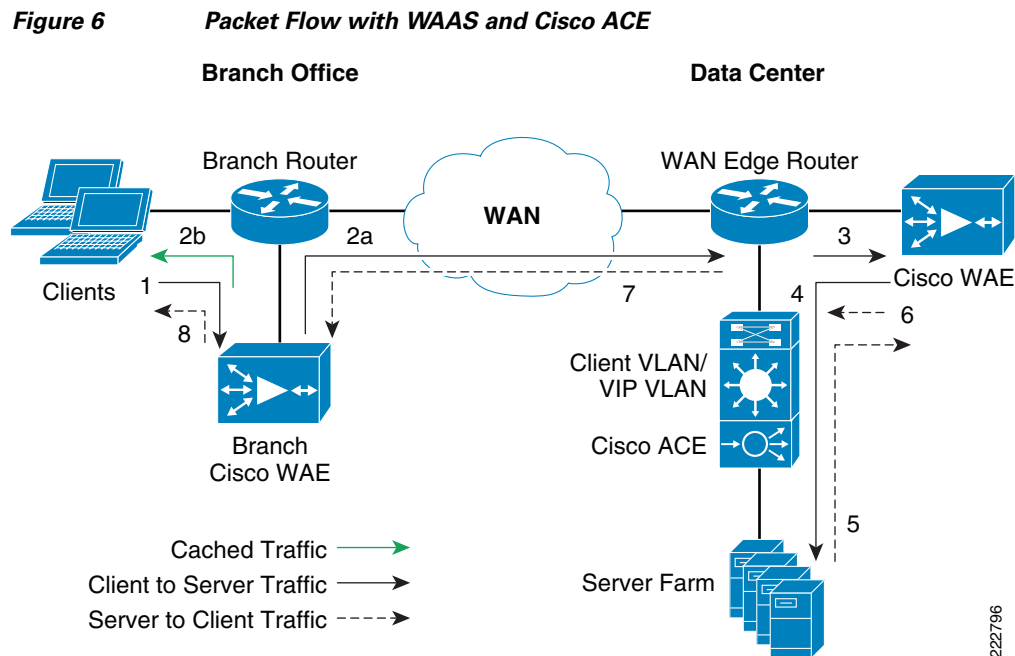 Figure 6 Packet Flow with WAAS and Cisco ACE
Branch Office
Data Center
Branch Router
WAN Edge Router
WAN
2b
2a
3
Clients
1
7
4
Cisco WAE
8
6
Client VLAN/
VIP VLAN
Branch
Cisco WAE
Cisco ACE
5
Cached Traffic
Client to Server Traffic
Server to Client Traffic
Server Farm
222796